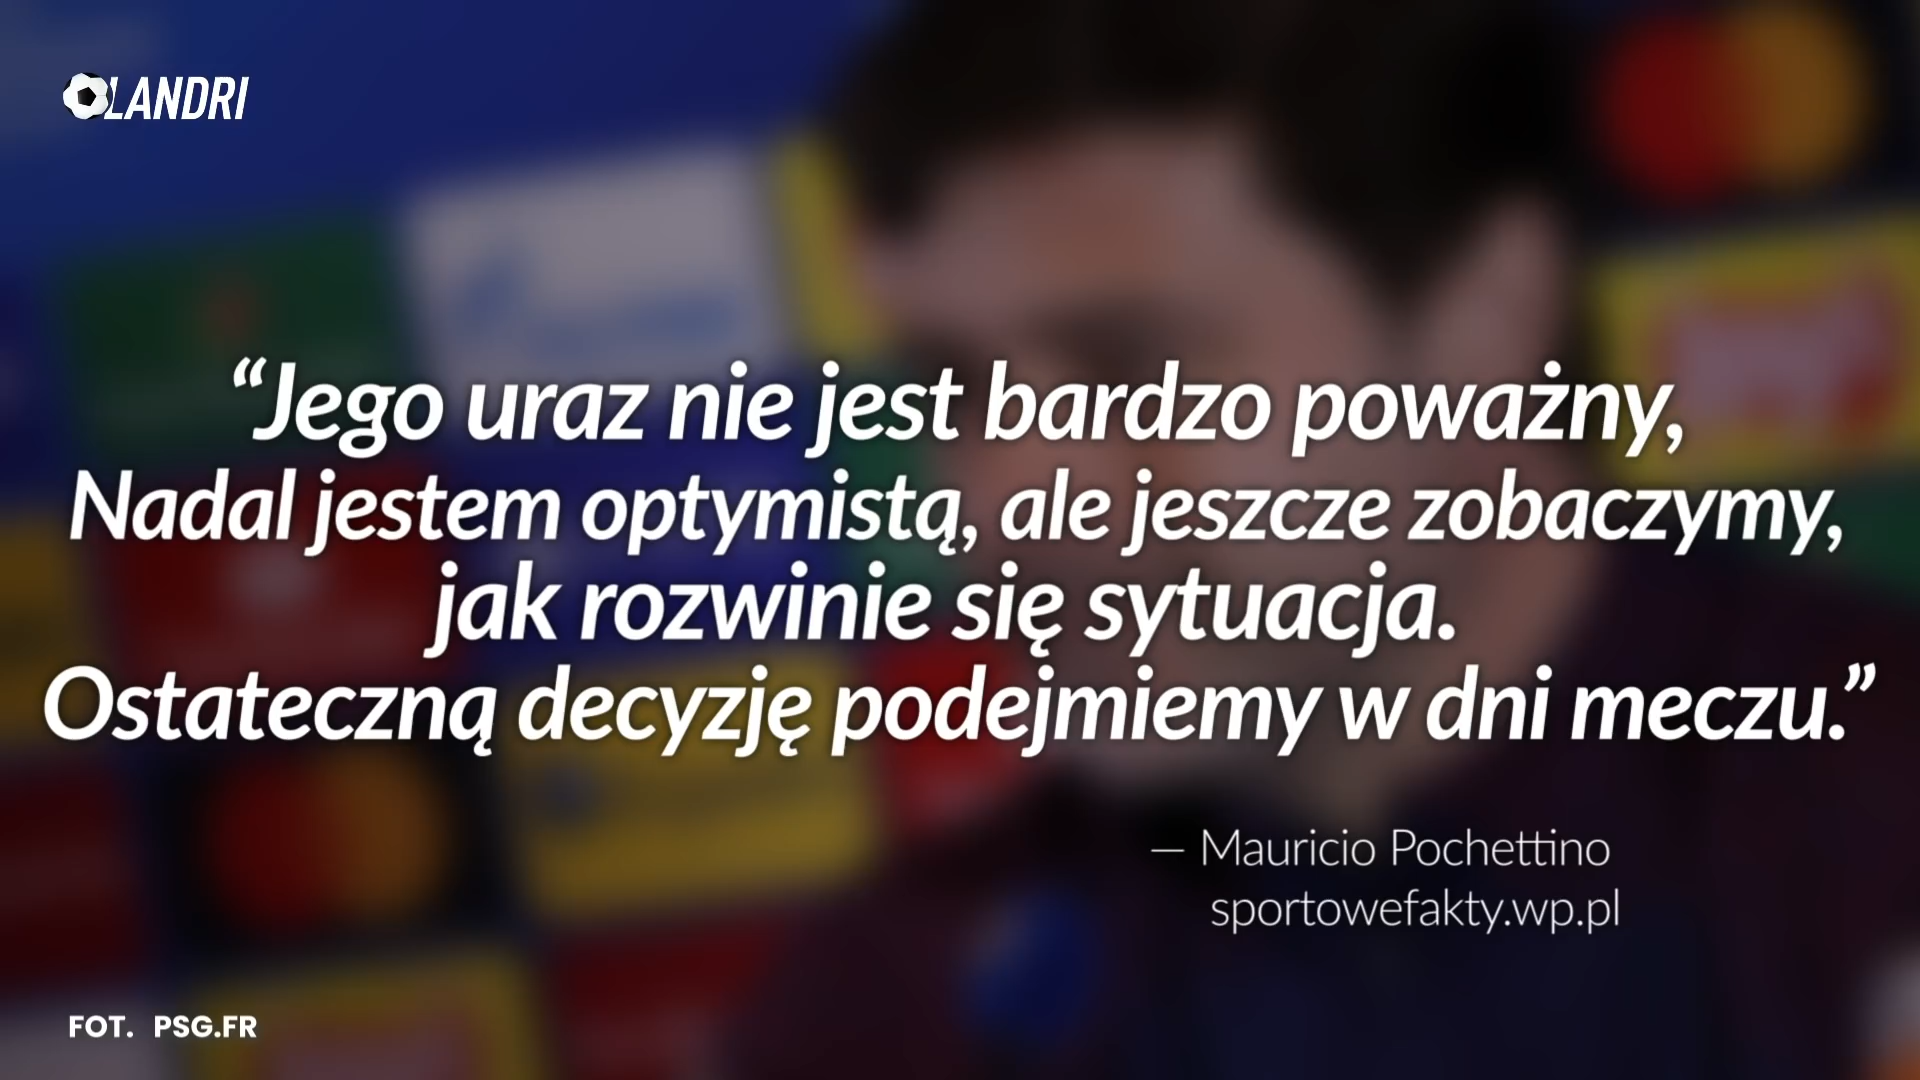 OLANDRI
“Jego uraz nie jest bardzo poważny,
Nadal jestem optymistą, ale jeszcze zobaczymy,
jak rozwinie się sytuacja.
Ostateczną decyzję podejmiemy w dni meczu.”
— Mauricio Pochettino
sportowefakty.wp.pl
FOT. PSG.FR